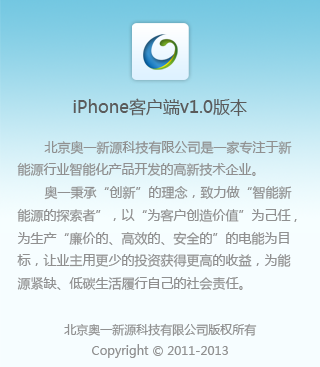 iPhone客户端v1.0版本
北京奥一新源科技有限公司是一家专注于新
能源行业智能化产品开发的高新技术企业。
奥一秉承“创新”的理念，致力做“智能新
能源的探索者”，以“为客户创造价值”为己任，
为生产“廉价的、高效的、安全的”的电能为目
标，让业主用更少的投资获得更高的收益，为能
源紧缺、低碳生活履行自己的社会责任。
北京奥一新源科技有限公司版权所有
Copyright © 2011-2013